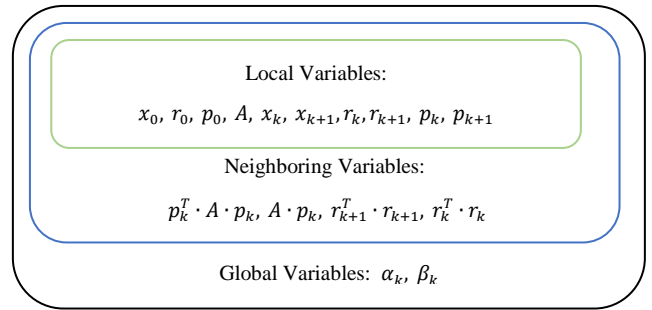 Local Variables:
x₀, r₀, p₀, A, xₖ, xₖ₊₁,rₖ,rₖ₊₁, pₖ, pₖ₊₁
Neighboring Variables:
pₖᵀ · A · pₖ, A · pₖ, rₖ₊₁ᵀ · rₖ₊₁, rₖᵀ · rₖ
Global Variables: αₖ, βₖ